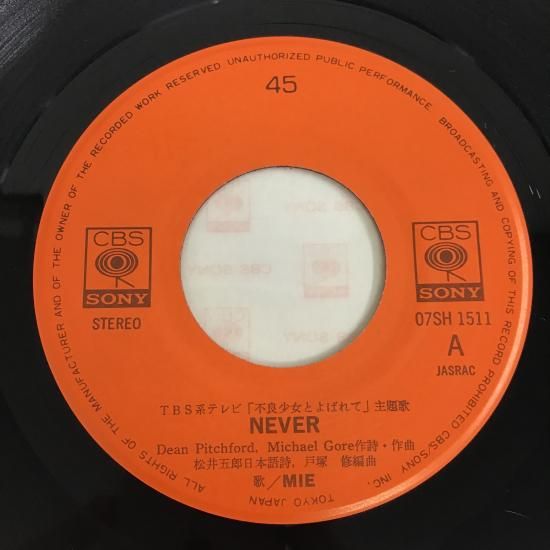 ALL RIGHTS OF THE MANUFACTURER AND OF THE OWNER OF THE RECORDED WORK RESERVED UNAUTHORIZED PUBLIC PERFORMANCE, BROADCASTING AND COPYING OF THIS RECORD PROHIBITED CBS/SONY INC.
TOKYO JAPAN
45
CBS
SONY
STEREO
CBS
SONY
07SH 1511
A
JASRAC
TBS系テレビ「不良少女とよばれて」主題歌
NEVER
Dean Pitchford, Michael Gore作詩・作曲
松井五郎日本語詩, 戸塚 修編曲
歌／MIE
CBS SONY
CBS SONY